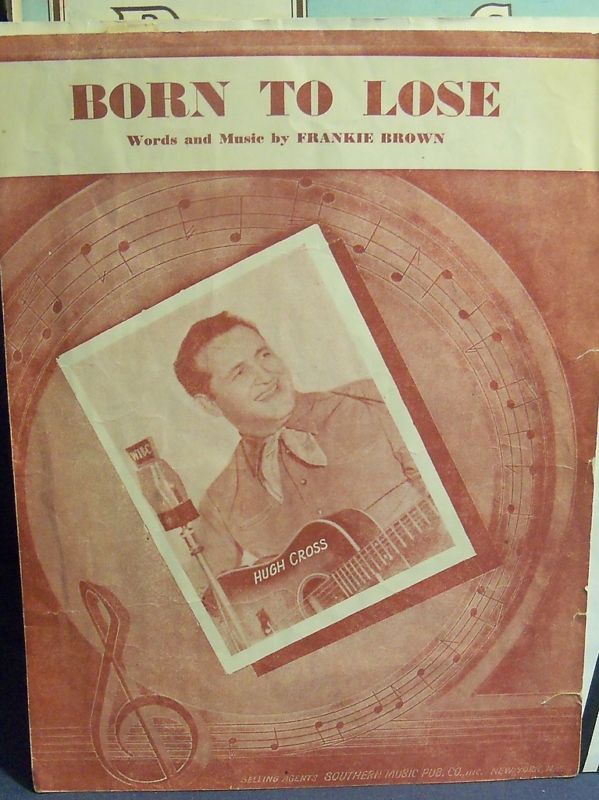 BORN TO LOSE
Words and Music by FRANKIE BROWN
HUGH CROSS
SELLING AGENTS SOUTHERN MUSIC PUB. CO., INC. NEW YORK, N.